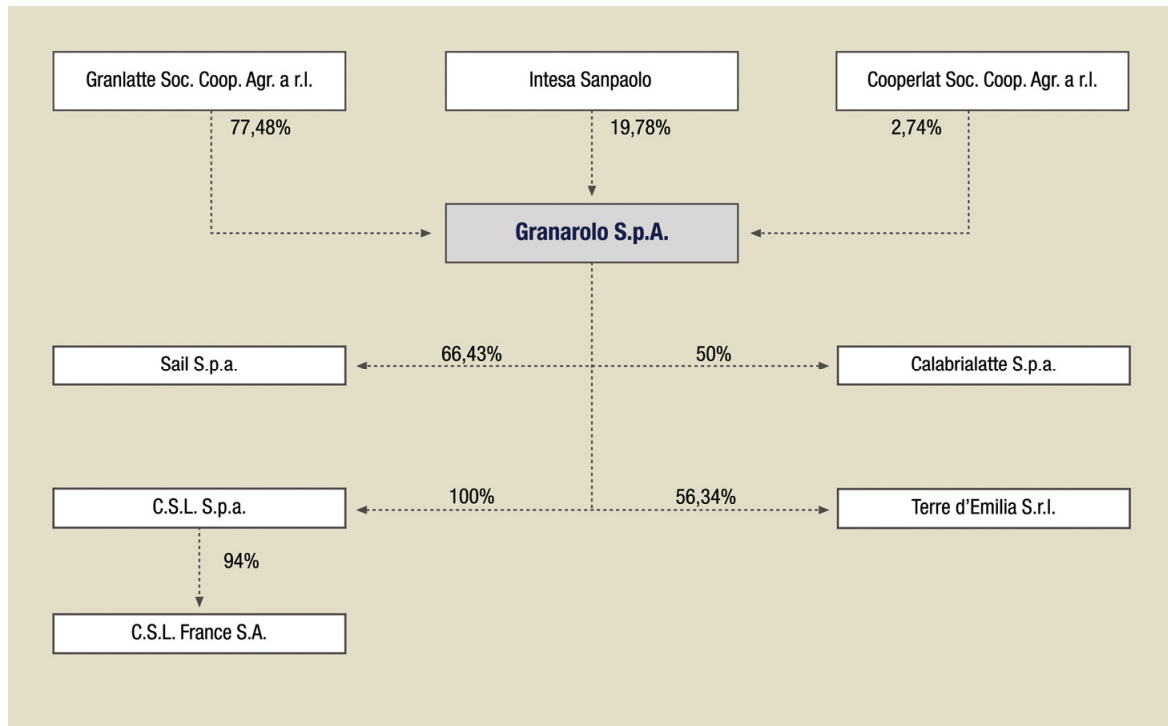 Granlatte Soc. Coop. Agr. a r.l.
Intesa Sanpaolo
Cooperlat Soc. Coop. Agr. a r.l.
77,48%
19,78%
2,74%
Granarolo S.p.A.
Sail S.p.a.
66,43%
50%
Calabrialatte S.p.a.
C.S.L. S.p.a.
100%
56,34%
Terre d’Emilia S.r.l.
94%
C.S.L. France S.A.